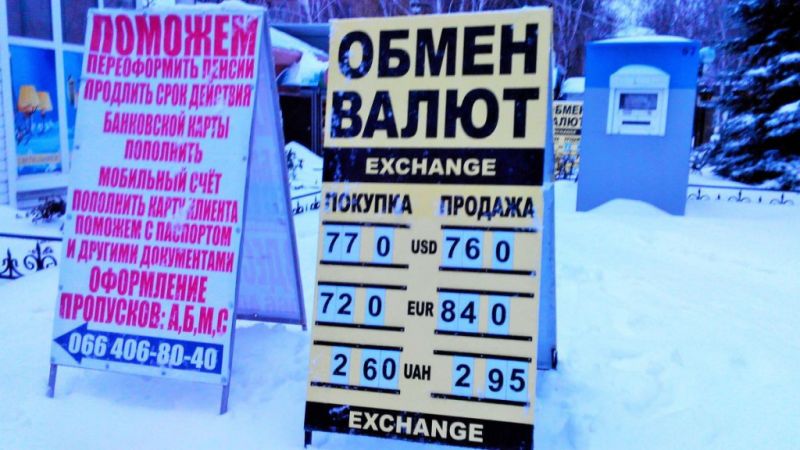 ПОМОЖЕМ
ПЕРЕОФОРМИТЬ ПЕНСИИ
ПРОДЛИТЬ СРОК ДЕЙСТВИЯ
БАНКОВСКОЙ КАРТЫ
ПОПОЛНИТЬ
МОБИЛЬНЫЙ СЧЁТ
ПОПОЛНИТЬ КАРТУ КЛИЕНТА
ПОМОЖЕМ С ПАСПОРТОМ
И ДРУГИМИ ДОКУМЕНТАМИ
ОФОРМЛЕНИЕ
ПРОПУСКОВ: А,Б,М,С
066 406-80-40
ОБМЕН
ВАЛЮТ
EXCHANGE
ПОКУПКА ПРОДАЖА
77 0 USD 76 0
72 0 EUR 84 0
2 60 UAH 2 95
EXCHANGE
ОБМЕН
ВАЛЮТ